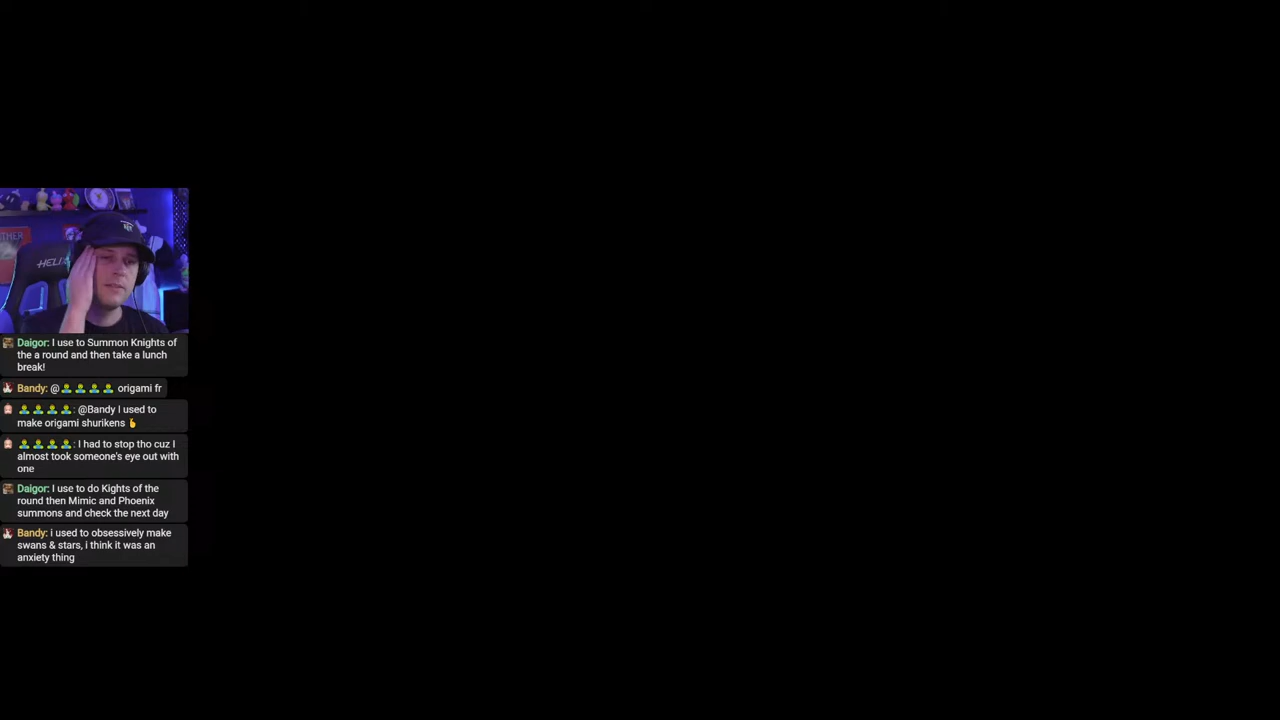 THER
HELIX
Daigor: I use to Summon Knights of
the a round and then take a lunch
break!
Bandy: @🧟‍♂️🧟‍♂️🧟‍♂️🧟‍♂️ origami fr
🧟‍♂️🧟‍♂️🧟‍♂️🧟‍♂️: @Bandy I used to
make origami shurikens 🫰
🧟‍♂️🧟‍♂️🧟‍♂️🧟‍♂️: I had to stop tho cuz I
almost took someone's eye out with
one
Daigor: I use to do Kights of the
round then Mimic and Phoenix
summons and check the next day
Bandy: i used to obsessively make
swans & stars, i think it was an
anxiety thing